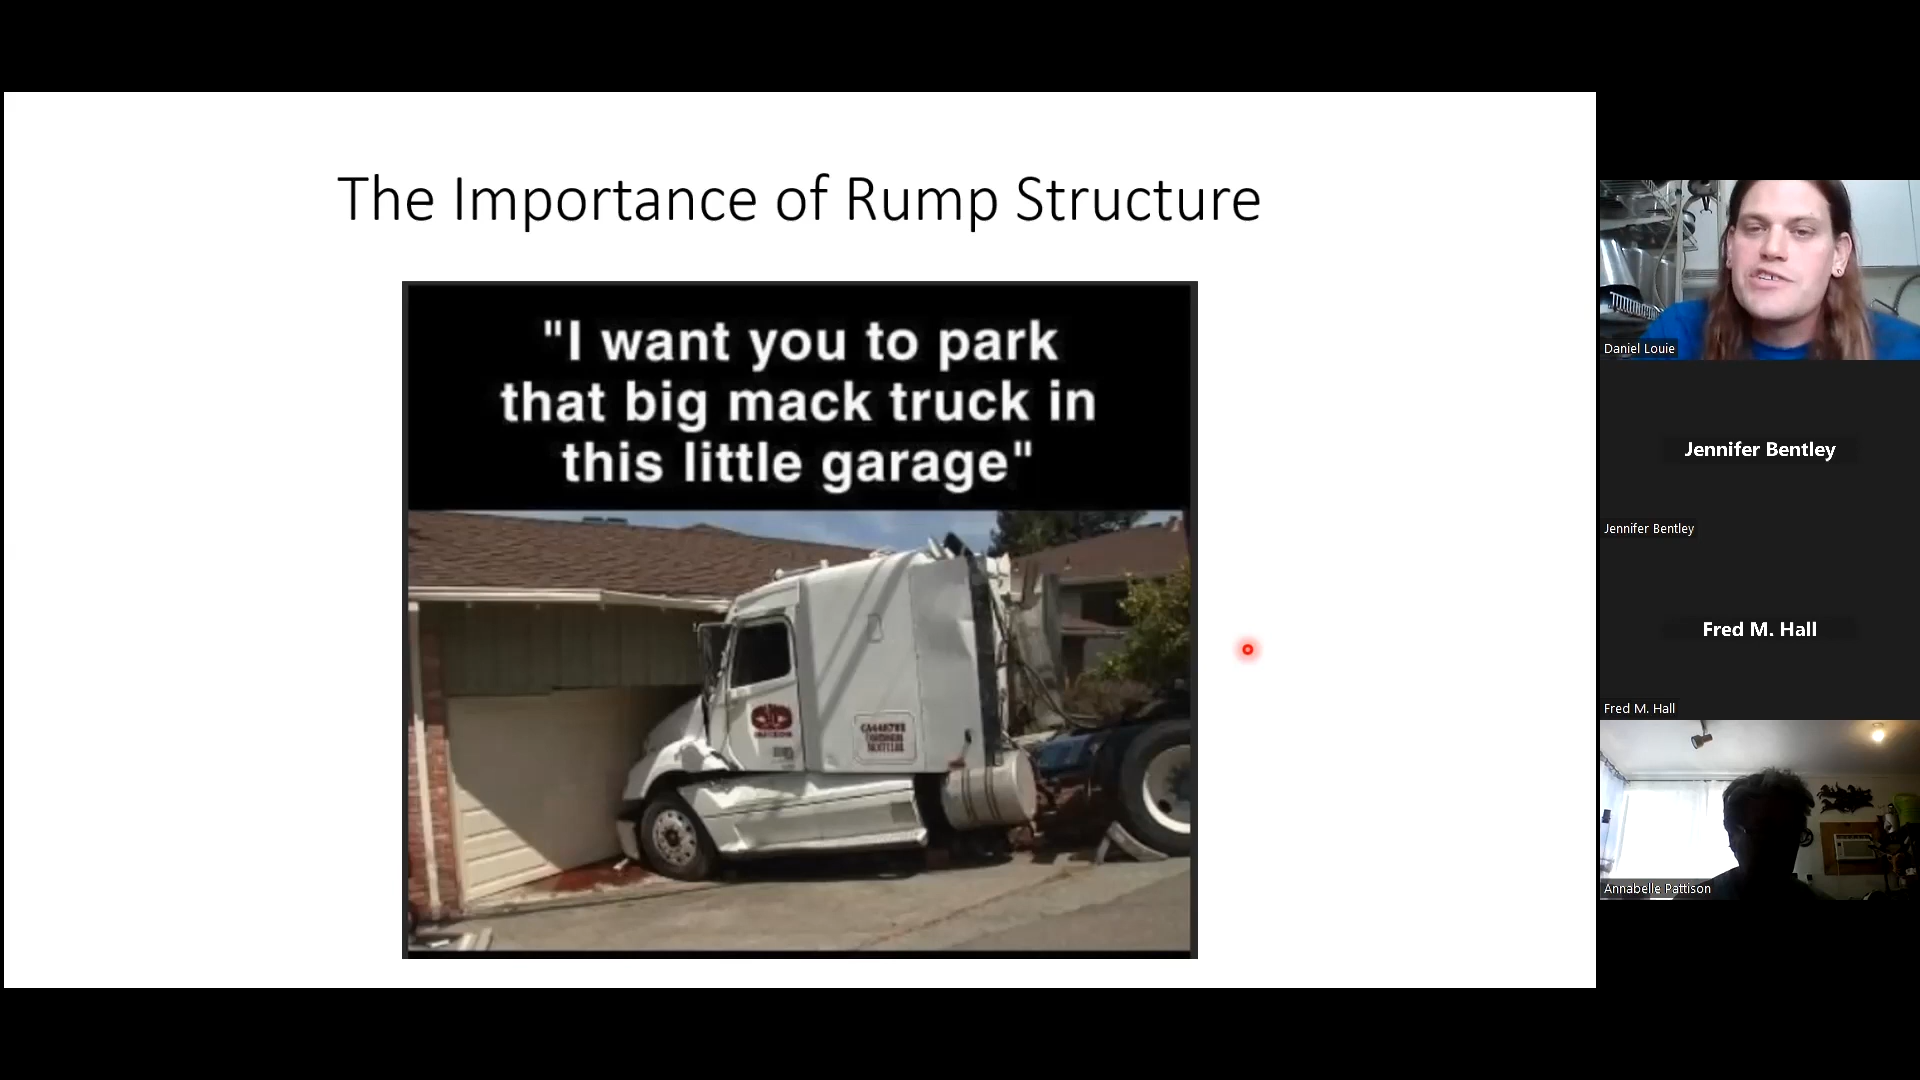 The Importance of Rump Structure
"I want you to park
that big mack truck in
this little garage"
Daniel Louie
Jennifer Bentley
Jennifer Bentley
Fred M. Hall
Fred M. Hall
Annabelle Pattison